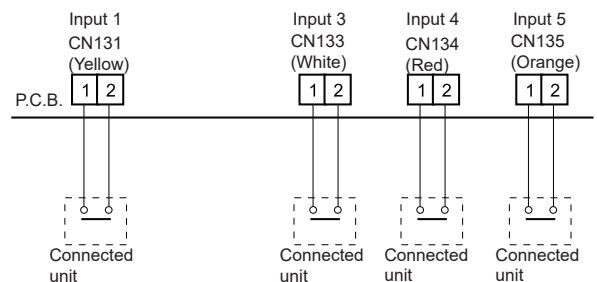 Input 1 Input 3 Input 4 Input 5
CN131 CN133 CN134 CN135
(Yellow) (White) (Red) (Orange)
P.C.B. 1 2 1 2 1 2 1 2
Connected Connected Connected Connected
unit unit unit unit